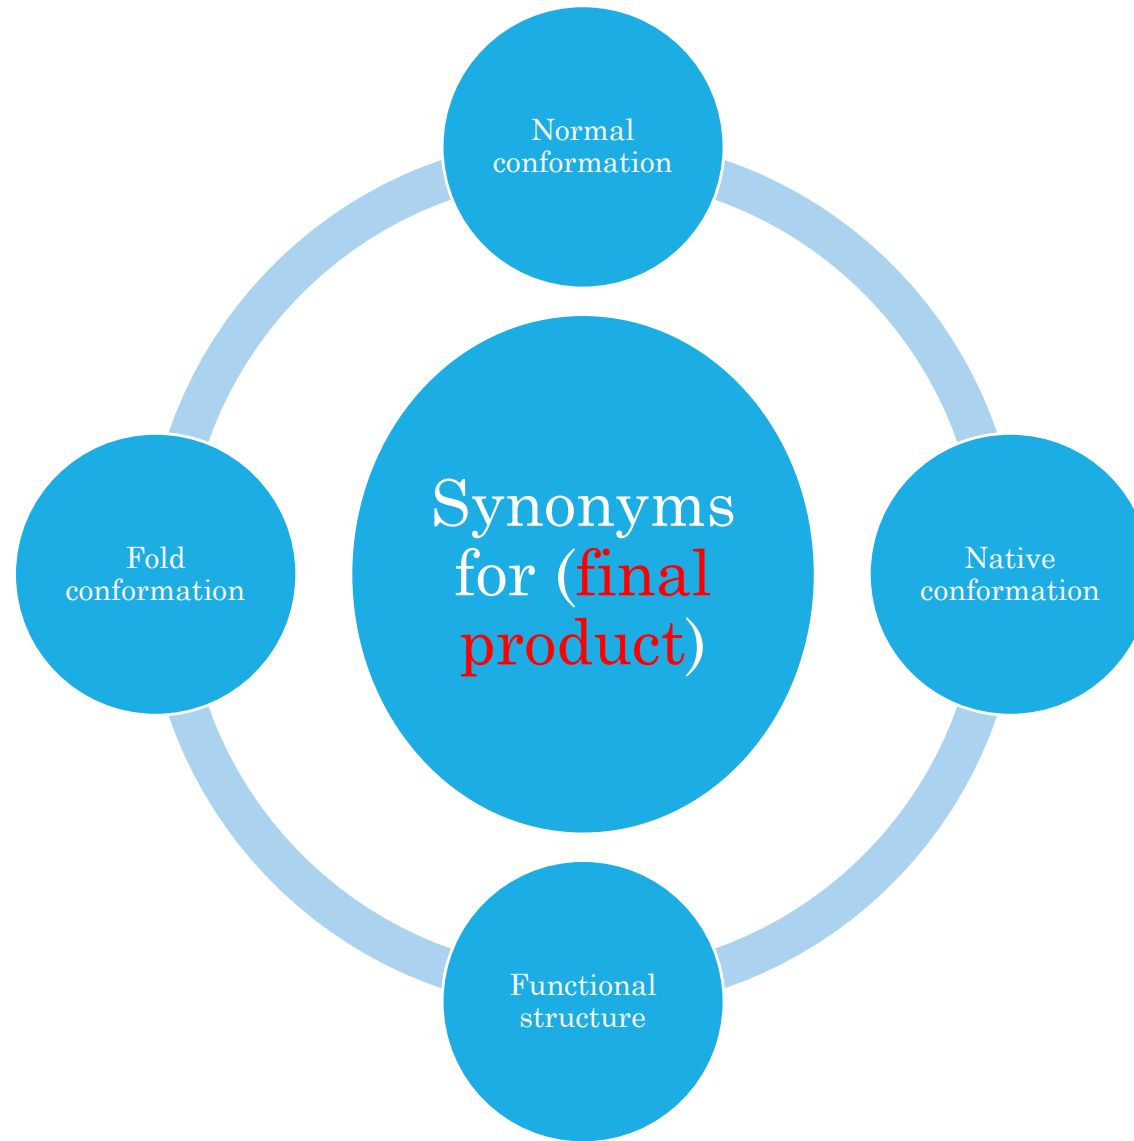 Normal
conformation
Synonyms
for (final
product)
Fold
conformation
Native
conformation
Functional
structure